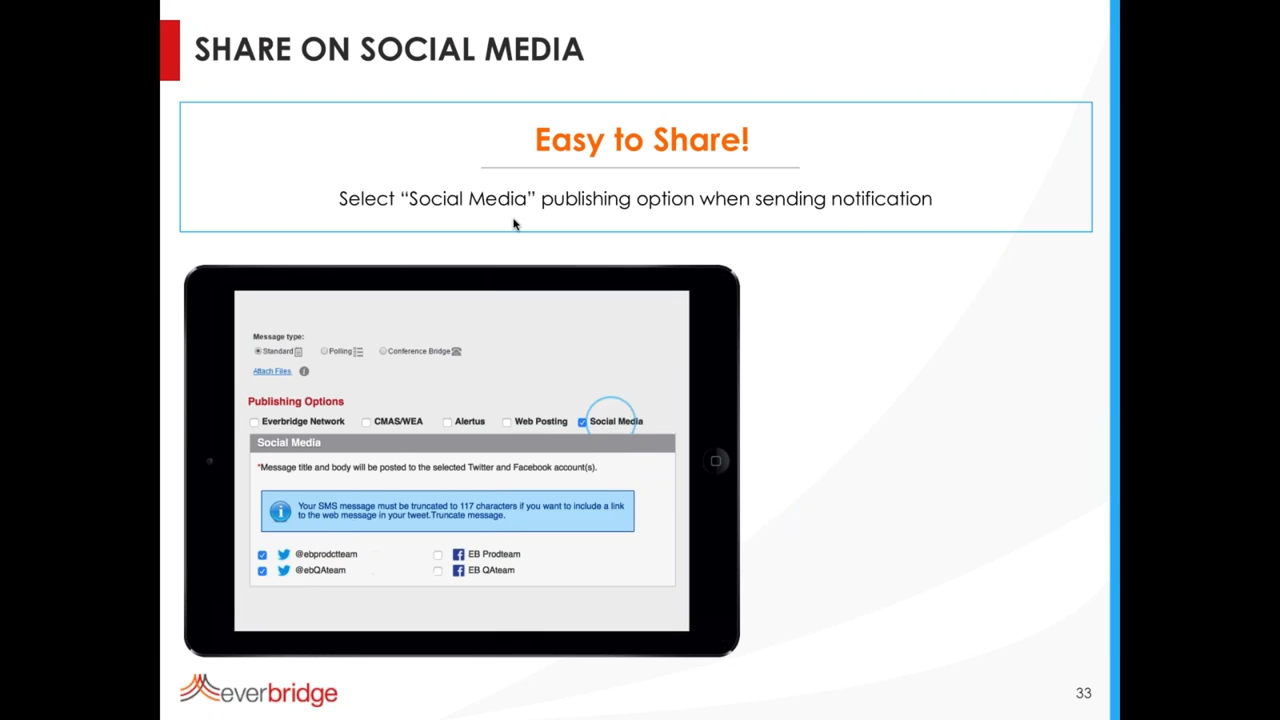 SHARE ON SOCIAL MEDIA
Easy to Share!
Select “Social Media” publishing option when sending notification
Message type:
Standard Polling Conference Bridge
Attach Files
Publishing Options
Everbridge Network CMAS/WEA Alertus Web Posting Social Media
Social Media
*Message title and body will be posted to the selected Twitter and Facebook account(s).
Your SMS message must be truncated to 117 characters if you want to include a link
to the web message in your tweet.Truncate message.
@ebprodctteam EB Prodteam
@ebQAteam EB QAteam
everbridge
33